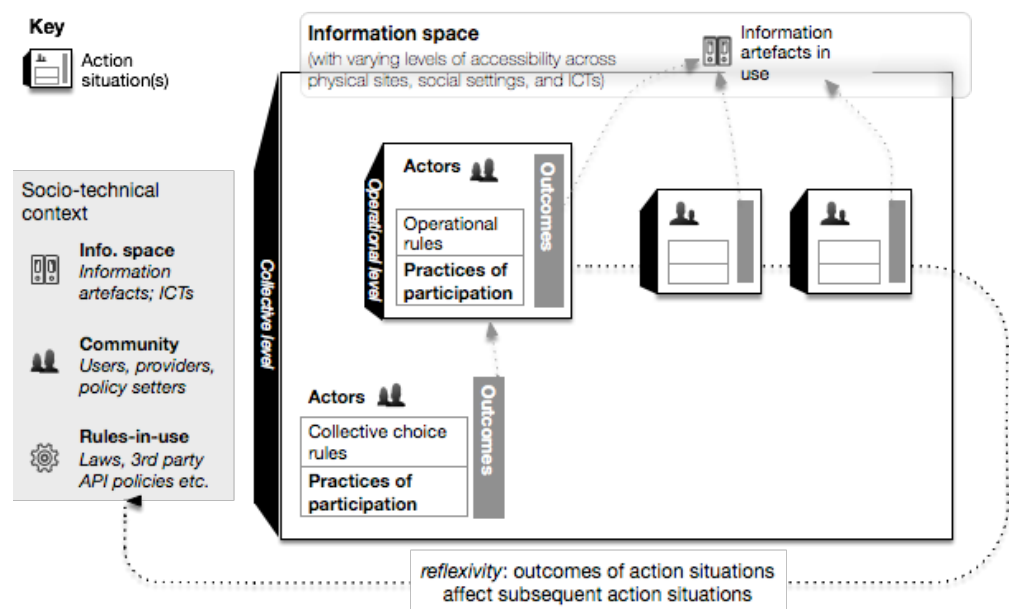 Key
Action
situation(s)
Information space
(with varying levels of accessibility across
physical sites, social settings, and ICTs)
Information
artefacts in
use
Socio-technical
context
Info. space
Information
artefacts; ICTs
Community
Users, providers,
policy setters
Rules-in-use
Laws, 3rd party
API policies etc.
Collective level
Operational level
Actors
Operational
rules
Practices of
participation
Outcomes
Actors
Collective choice
rules
Practices of
participation
Outcomes
reflexivity: outcomes of action situations
affect subsequent action situations